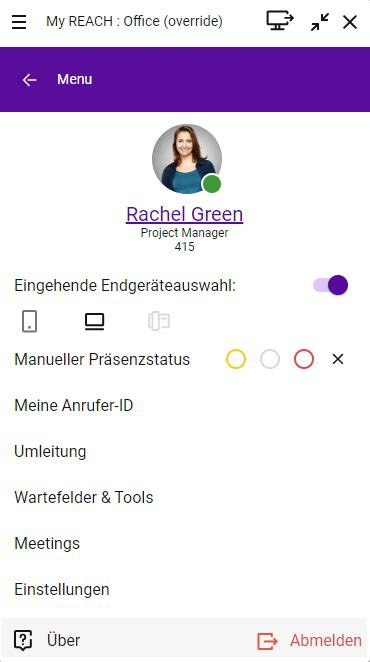 My REACH : Office (override)
Menu
Rachel Green
Project Manager
415
Eingehende Endgeräteauswahl:
Manueller Präsenzstatus
Meine Anrufer-ID
Umleitung
Wartefelder & Tools
Meetings
Einstellungen
Über
Abmelden